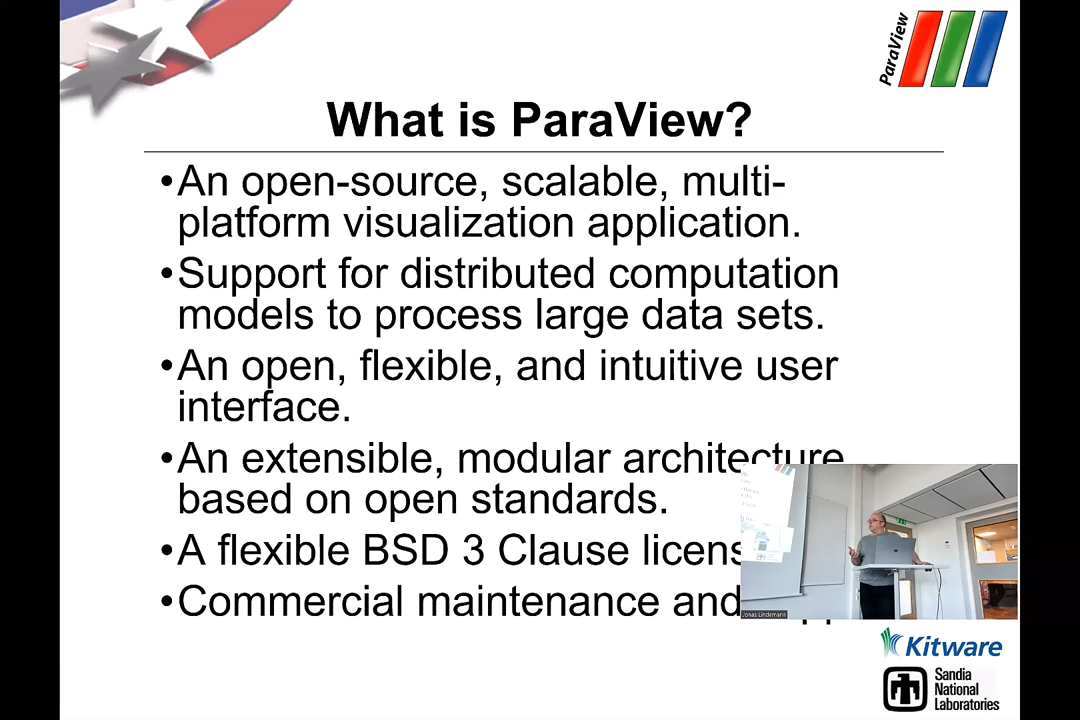 ParaView
What is ParaView?
•An open-source, scalable, multi-
platform visualization application.
•Support for distributed computation
models to process large data sets.
•An open, flexible, and intuitive user
interface.
•An extensible, modular architecture
based on open standards.
•A flexible BSD 3 Clause
•Commercial maintenance and
Jonas Lindemann
Kitware
Sandia
National
Laboratories